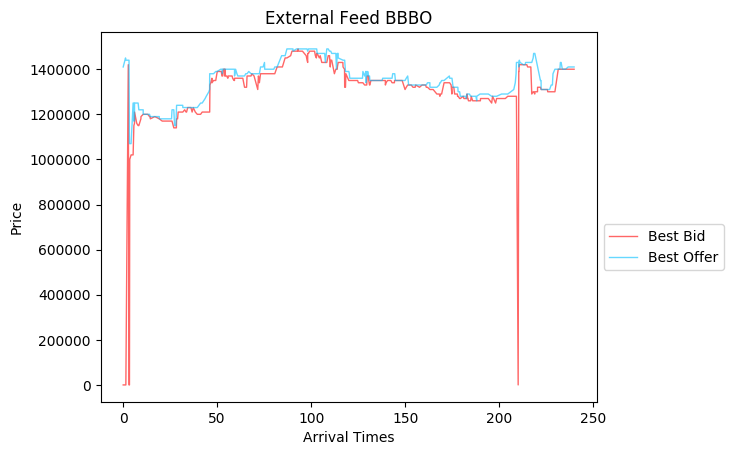 External Feed BBBO
Price
1400000
1200000
1000000
800000
600000
400000
200000
0
0 50 100 150 200 250
Arrival Times
Best Bid
Best Offer